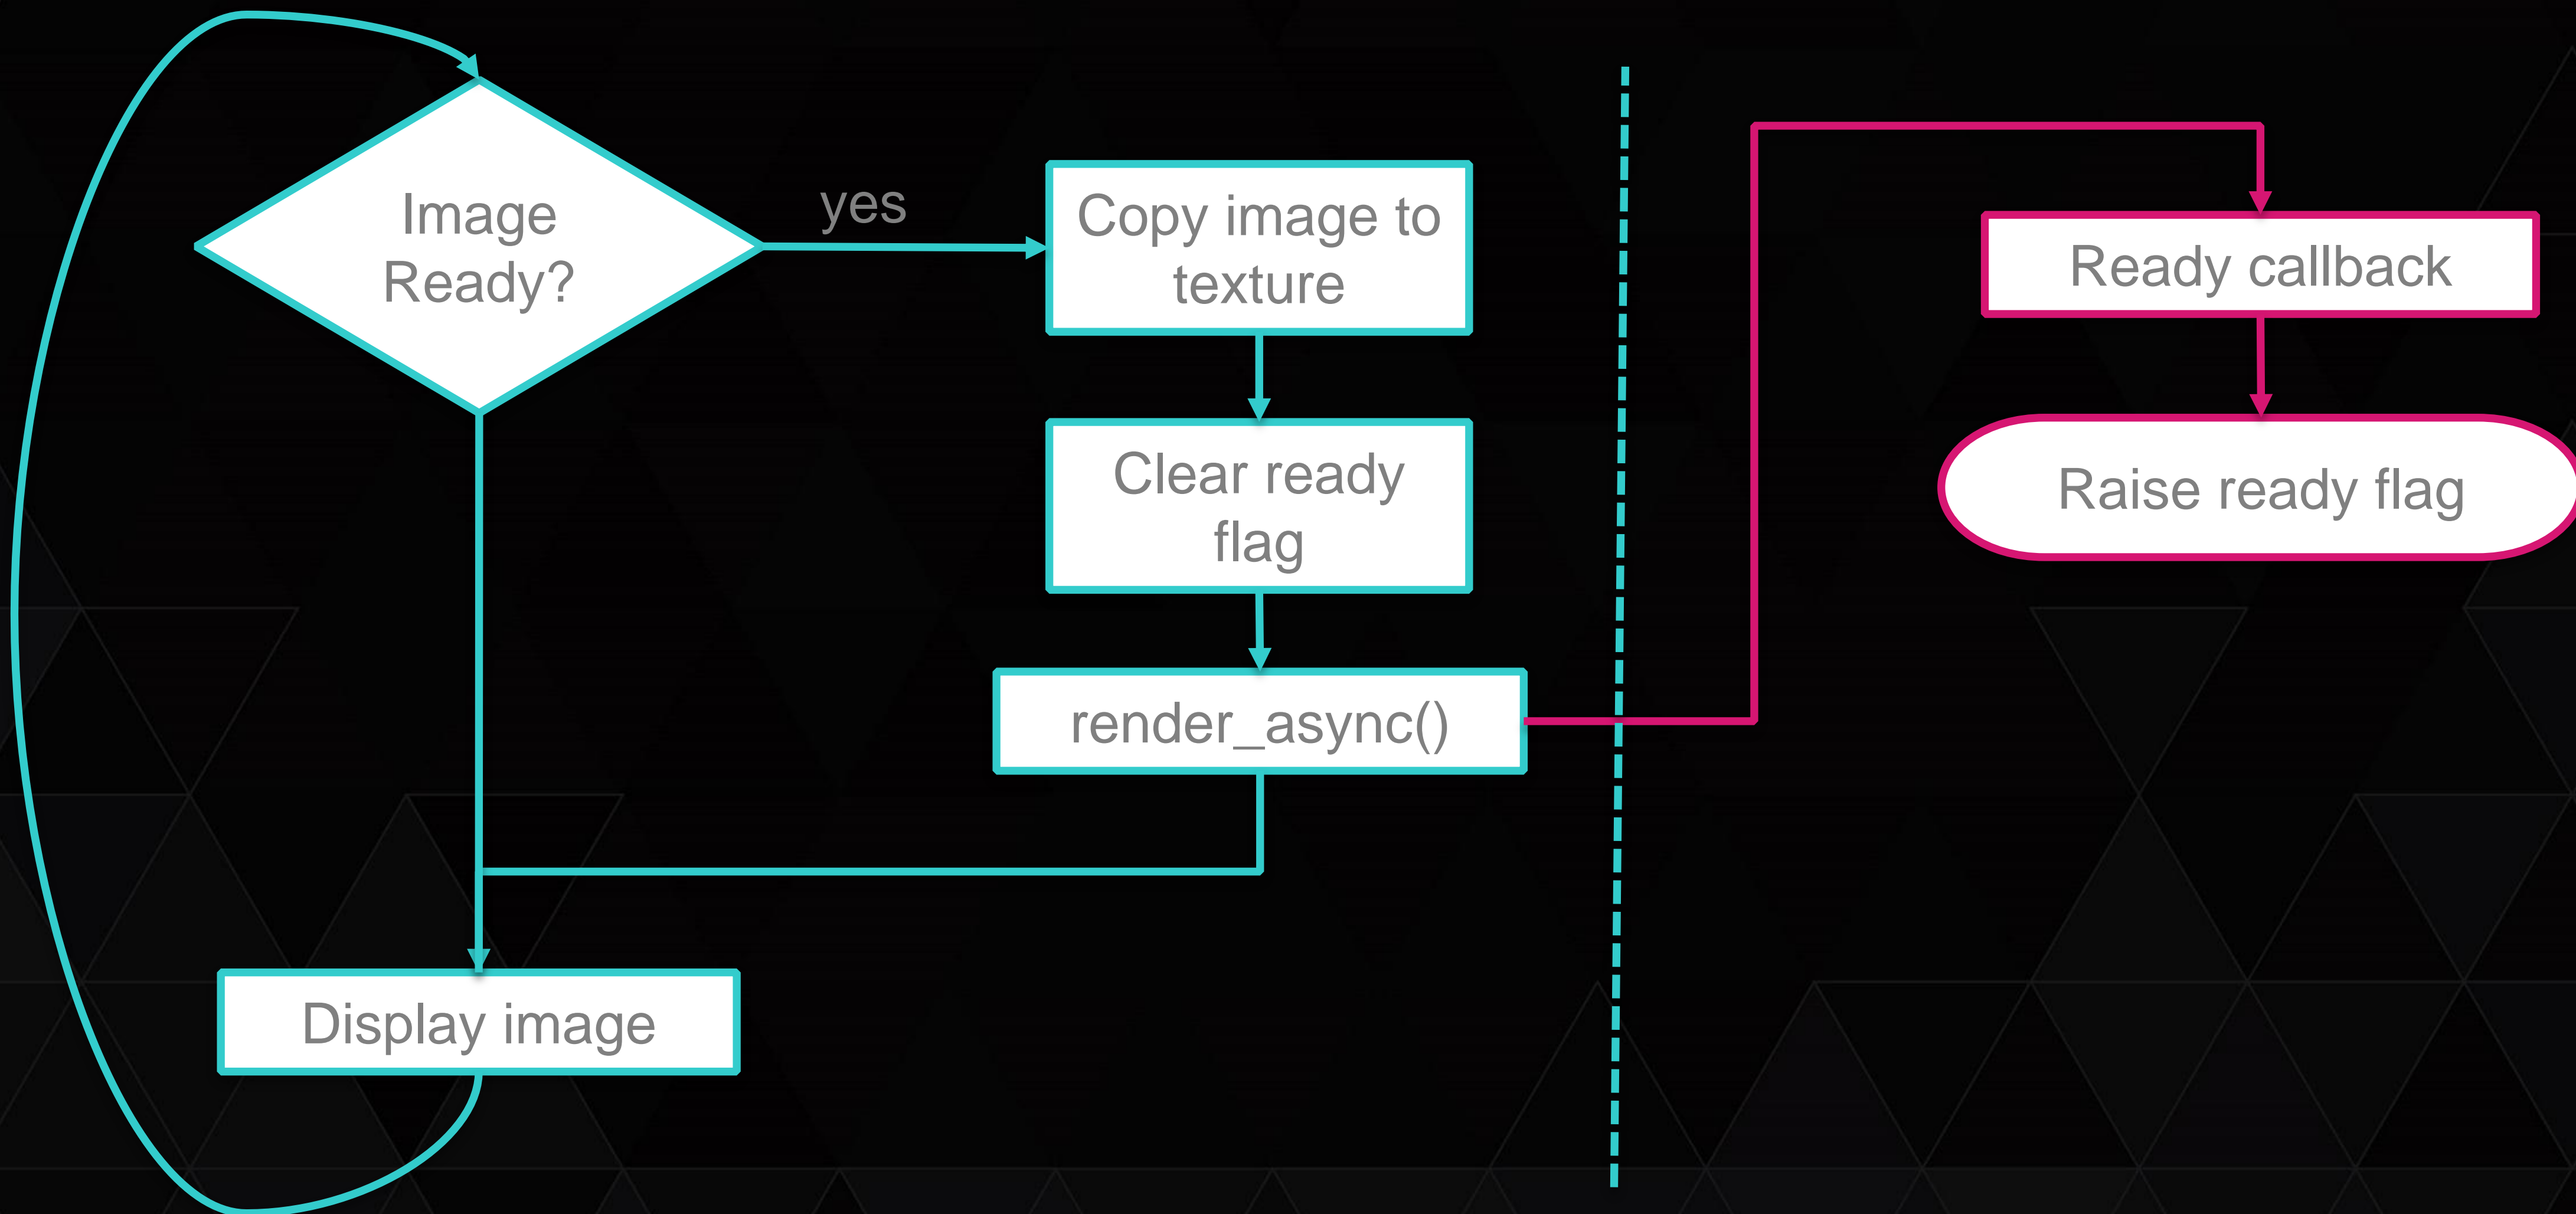 Image
Ready?
yes
Copy image to
texture
Clear ready
flag
render_async()
Display image
Ready callback
Raise ready flag